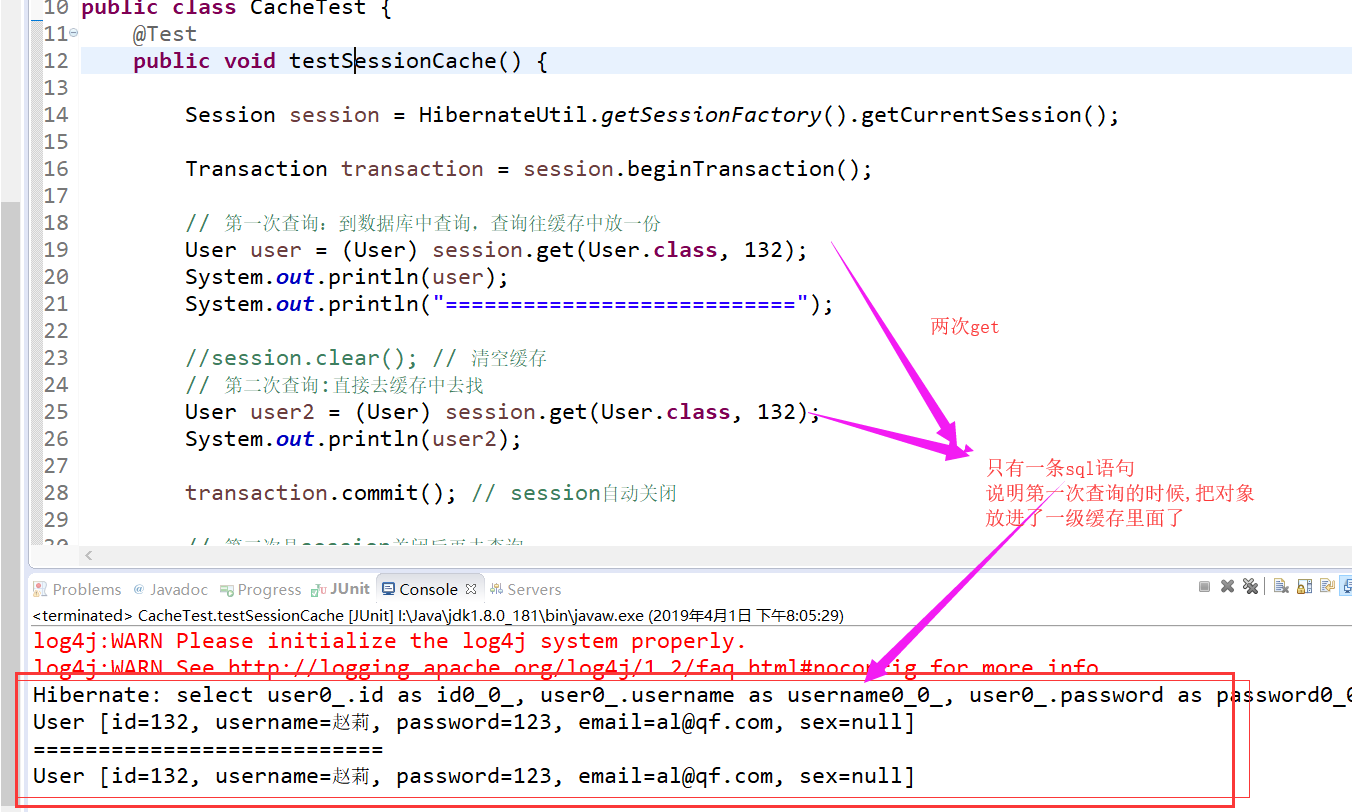 10 public class CacheTest {
11 @Test
12 public void testSessionCache() {
13
14 Session session = HibernateUtil.getSessionFactory().getCurrentSession();
15
16 Transaction transaction = session.beginTransaction();
17
18 // 第一次查询：到数据库中查询，查询往缓存中放一份
19 User user = (User) session.get(User.class, 132);
20 System.out.println(user);
21 System.out.println("===========================");
22
23 //session.clear(); // 清空缓存
24 // 第二次查询:直接去缓存中去找
25 User user2 = (User) session.get(User.class, 132);
26 System.out.println(user2);
27
28 transaction.commit(); // session自动关闭
29
两次get
只有一条sql语句
说明第一次查询的时候,把对象
放进了一级缓存里面了
Problems @ Javadoc Progress JUnit Console Servers
<terminated> CacheTest.testSessionCache [JUnit] I:\Java\jdk1.8.0_181\bin\javaw.exe (2019年4月1日 下午8:05:29)
log4j:WARN Please initialize the log4j system properly.
log4j:WARN See http://logging.apache.org/log4j/1.2/faq.html#noconfig for more info.
Hibernate: select user0_.id as id0_0_, user0_.username as username0_0_, user0_.password as password0_0
User [id=132, username=赵莉, password=123, email=al@qf.com, sex=null]
===========================
User [id=132, username=赵莉, password=123, email=al@qf.com, sex=null]